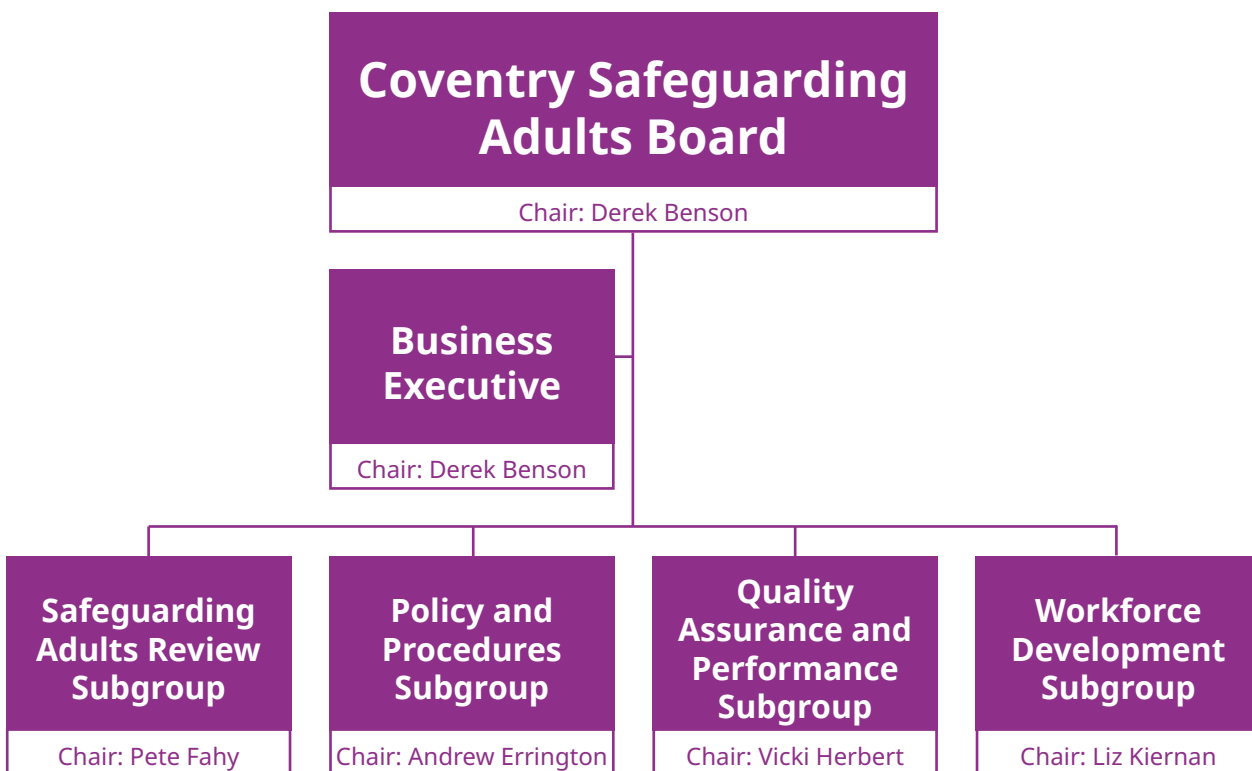 Coventry Safeguarding
Adults Board
Chair: Derek Benson
Business
Executive
Chair: Derek Benson
Safeguarding
Adults Review
Subgroup
Chair: Pete Fahy
Policy and
Procedures
Subgroup
Chair: Andrew Errington
Quality
Assurance and
Performance
Subgroup
Chair: Vicki Herbert
Workforce
Development
Subgroup
Chair: Liz Kiernan